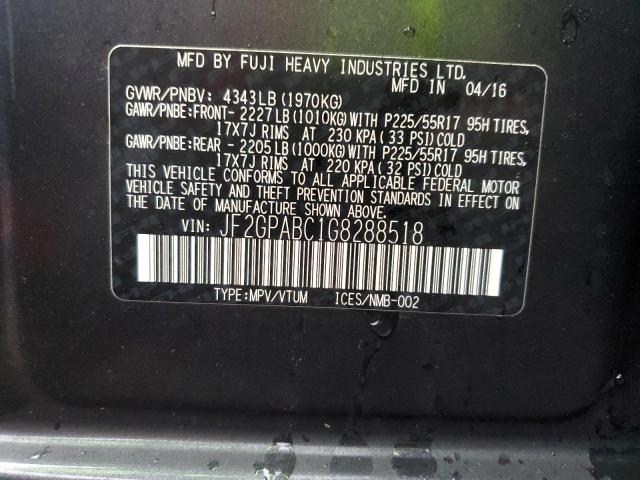 MFD BY FUJI HEAVY INDUSTRIES LTD.
MFD IN 04/16
GVWR/PNBV: 4343LB(1970KG)
GAWR/PNBE:FRONT- 2227LB(1010KG)WITH P225/55R17 95H TIRES,
17X7J RIMS AT 230 KPA(33 PSI)COLD
GAWR/PNBE:REAR - 2205LB(1000KG)WITH P225/55R17 95H TIRES,
17X7J RIMS AT 220 KPA(32 PSI)COLD
THIS VEHICLE CONFORMS TO ALL APPLICABLE FEDERAL MOTOR
VEHICLE SAFETY AND THEFT PREVENTION STANDARDS IN EFFECT ON
THE DATE OF MANUFACTURE SHOWN ABOVE.
VIN: JF2GPABC1G8288518
TYPE:MPV/VTUM ICES/NMB-002